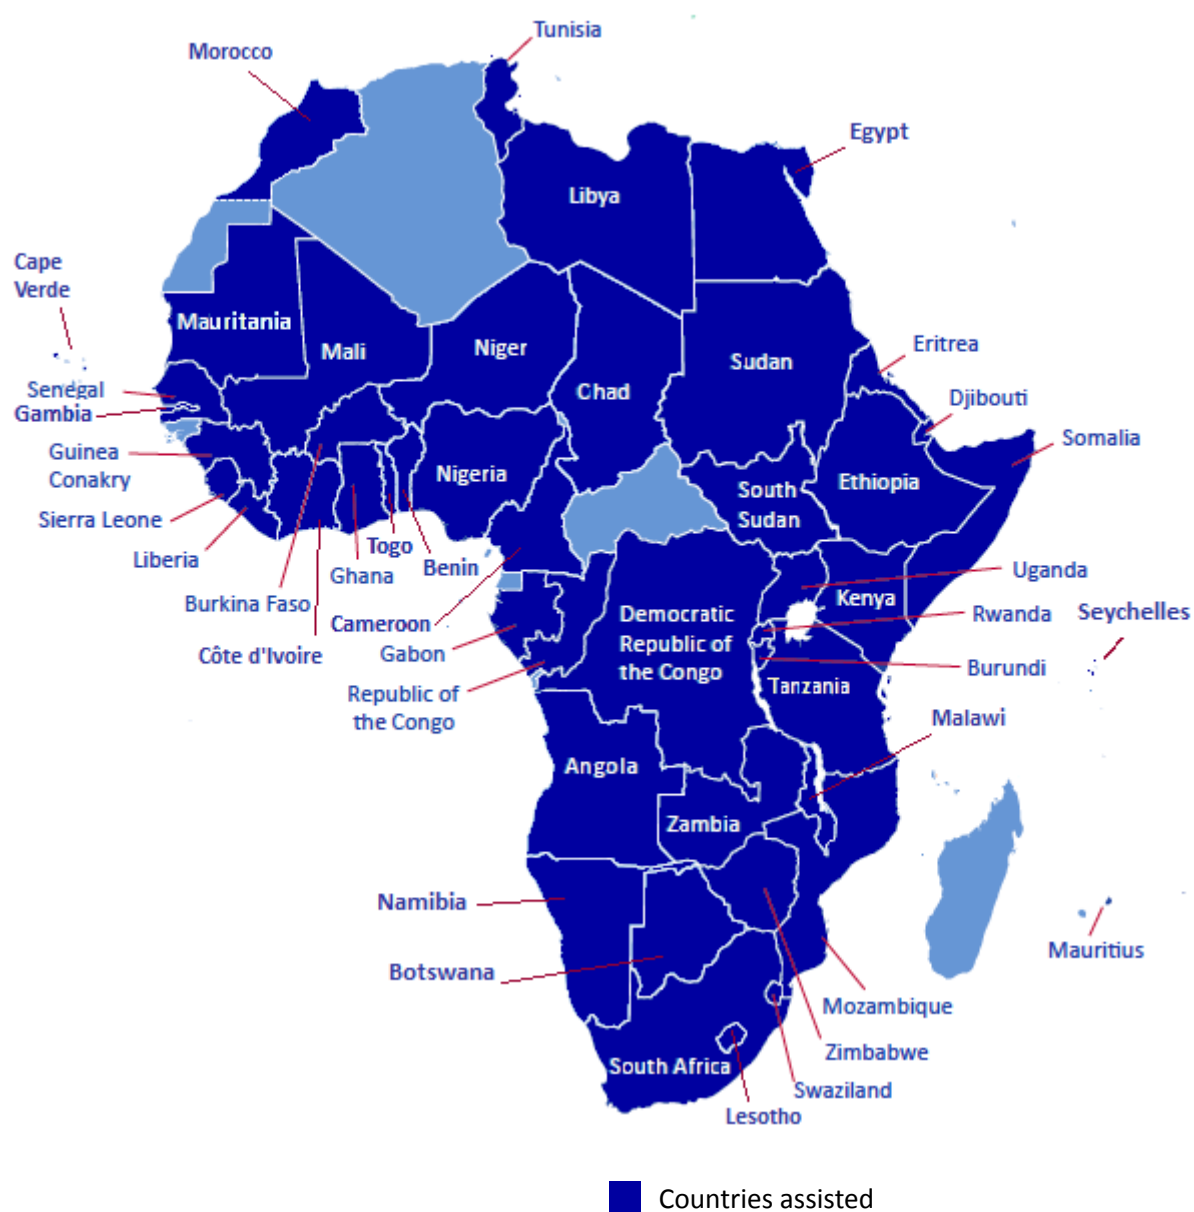 Tunisia
Morocco
Egypt
Libya
Cape
Verde
Mauritania
Mali
Niger
Chad
Sudan
Eritrea
Senegal
Gambia
Djibouti
Somalia
Guinea
Conakry
Nigeria
Ethiopia
South
Sudan
Sierra Leone
Liberia
Togo
Ghana
Benin
Burkina Faso
Cameroon
Côte d'Ivoire
Gabon
Republic of
the Congo
Democratic
Republic of
the Congo
Uganda
Kenya
Rwanda
Seychelles
Burundi
Tanzania
Malawi
Angola
Zambia
Namibia
Botswana
Mauritius
Mozambique
Zimbabwe
South Africa
Swaziland
Lesotho
Countries assisted